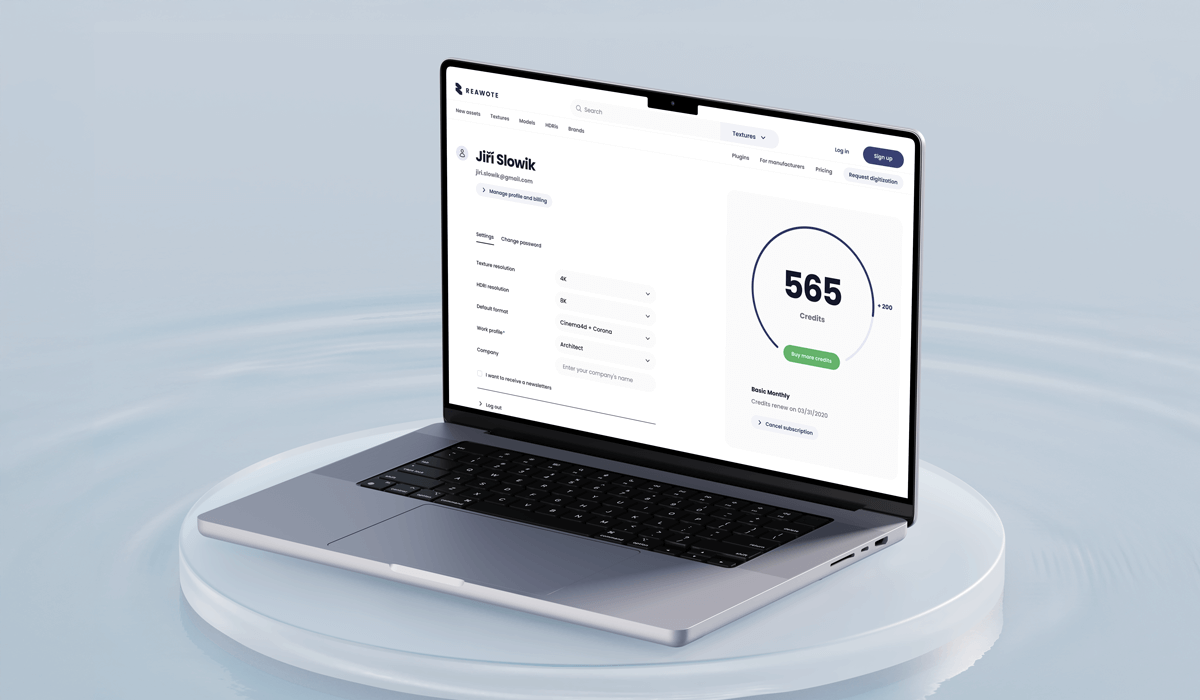 REAWOTE
Search
Textures
Log in
Sign up
New assets
Textures
Models
HDRIs
Brands
Plugins
For manufacturers
Pricing
Request digitization
Jiří Slowik
jiri.slowik@gmail.com
Manage profile and billing
Settings
Change password
Texture resolution
4K
HDRI resolution
8K
Default format
Cinema4d + Corona
Work profile*
Architect
Company
Enter your company's name
I want to receive a newsletters
Log out
565
Credits
+ 200
Buy more credits
Basic Monthly
Credits renew on 03/31/2020
Cancel subscription